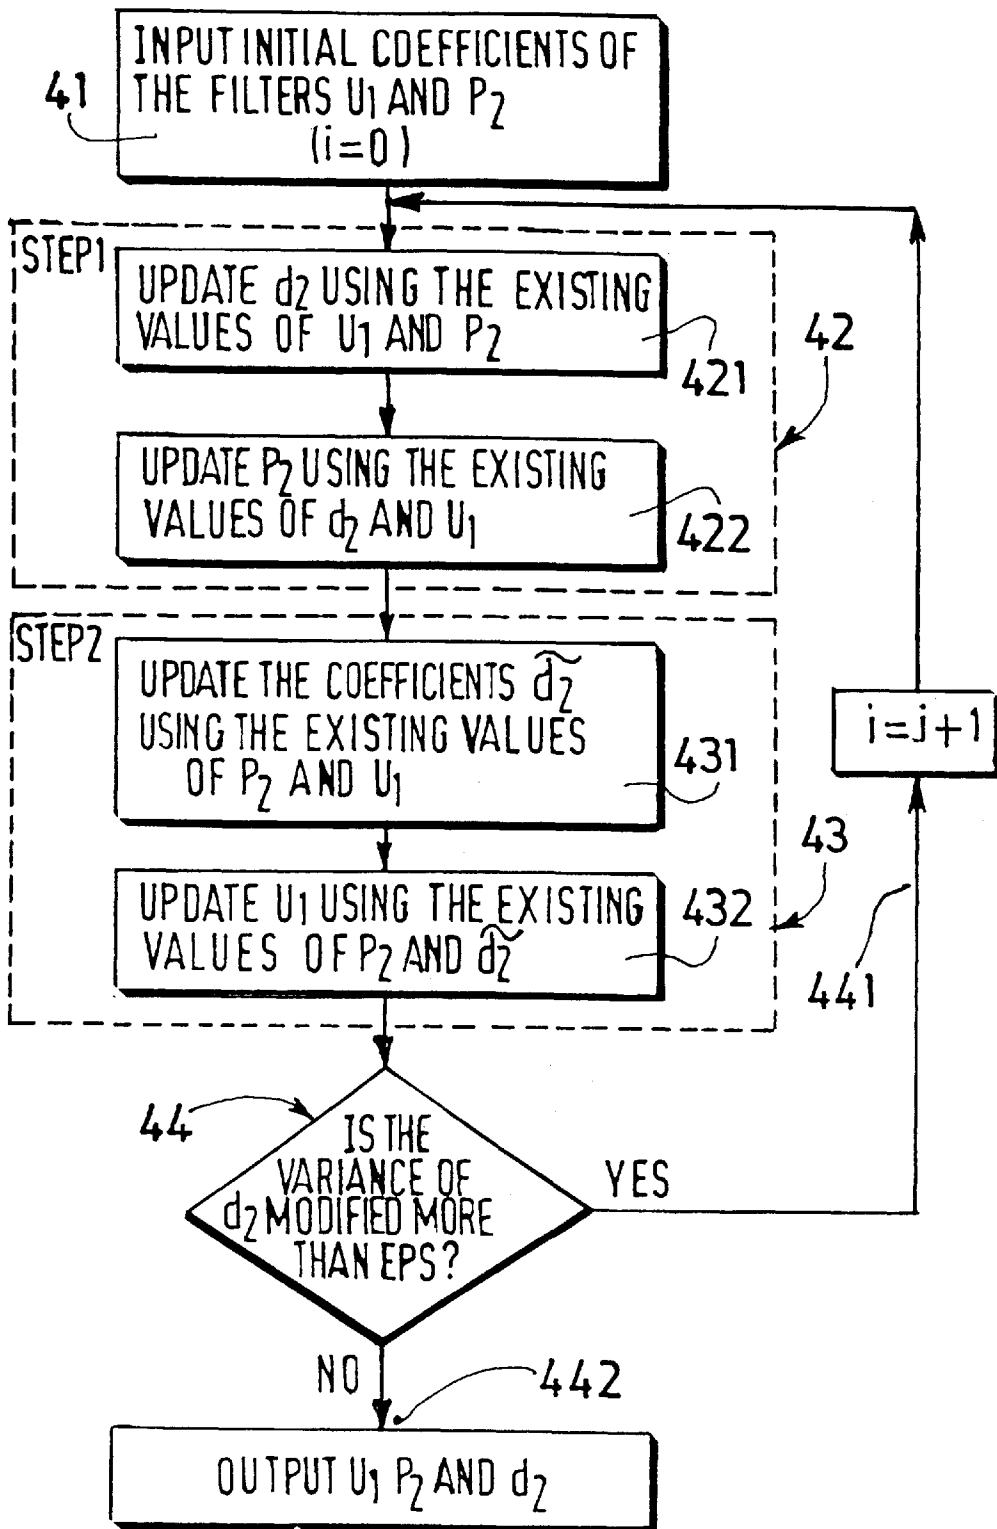 INPUT INITIAL COEFFICIENTS OF
THE FILTERS U1 AND P2
(i=0)
41
STEP1
UPDATE d2 USING THE EXISTING
VALUES OF U1 AND P2
421
42
UPDATE P2 USING THE EXISTING
VALUES OF d2 AND U1
422
STEP2
UPDATE THE COEFFICIENTS d̃2
USING THE EXISTING VALUES
OF P2 AND U1
431
i=j+1
43
UPDATE U1 USING THE EXISTING
VALUES OF P2 AND d̃2
432
441
44
IS THE
VARIANCE OF
d2 MODIFIED MORE
THAN EPS?
YES
NO
442
OUTPUT U1 P2 AND d2